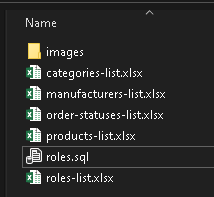 Name
images
categories-list.xlsx
manufacturers-list.xlsx
order-statuses-list.xlsx
products-list.xlsx
roles.sql
roles-list.xlsx